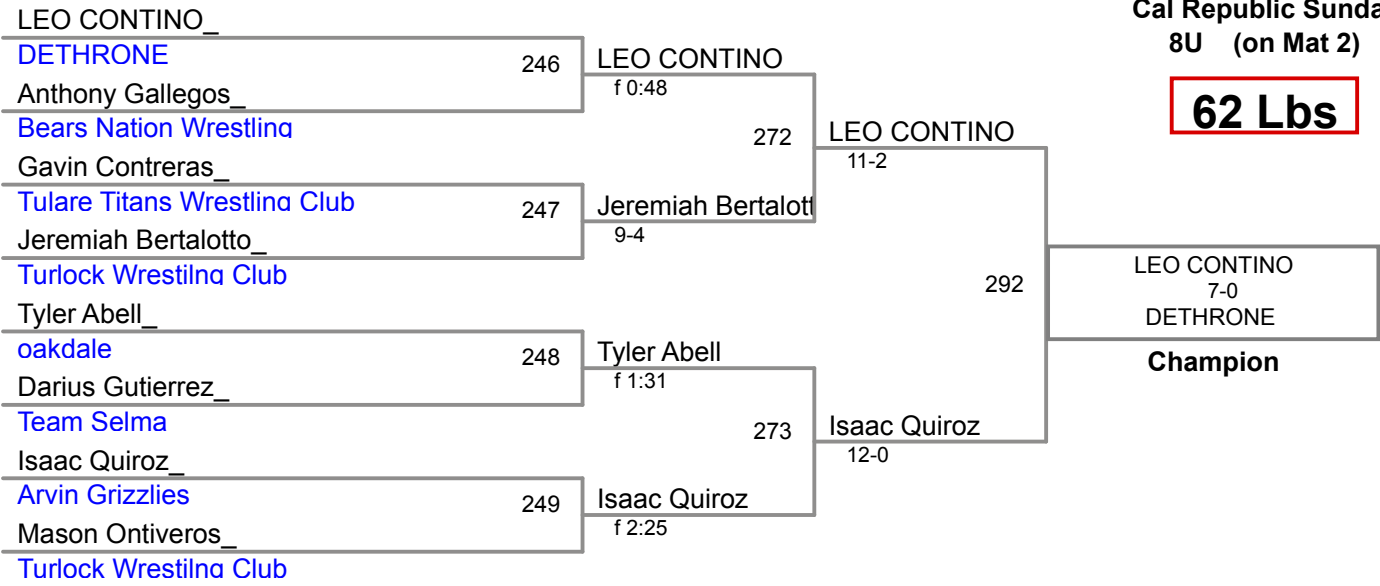 Cal Republic Sunda
8U (on Mat 2)
62 Lbs
LEO CONTINO_
DETHRONE
246
Anthony Gallegos_
Bears Nation Wrestling
Gavin Contreras_
Tulare Titans Wrestling Club
247
Jeremiah Bertalotto_
Turlock Wrestilng Club
Tyler Abell_
oakdale
248
Darius Gutierrez_
Team Selma
Isaac Quiroz_
Arvin Grizzlies
249
Mason Ontiveros_
Turlock Wrestilng Club
LEO CONTINO
f 0:48
272
Jeremiah Bertalott
9-4
Tyler Abell
f 1:31
273
Isaac Quiroz
f 2:25
LEO CONTINO
11-2
292
Isaac Quiroz
12-0
LEO CONTINO
7-0
DETHRONE
Champion